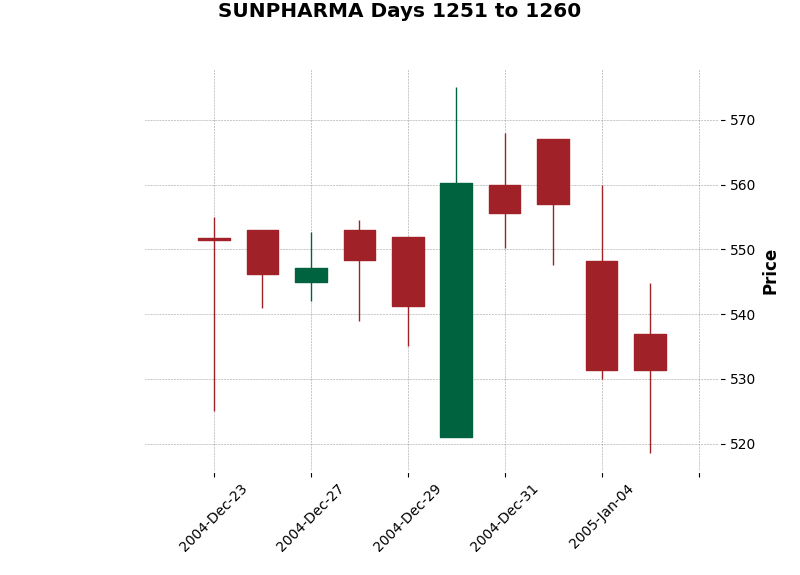 SUNPHARMA Days 1251 to 1260
570
560
550
540
530
520
Price
2004-Dec-23
2004-Dec-27
2004-Dec-29
2004-Dec-31
2005-Jan-04